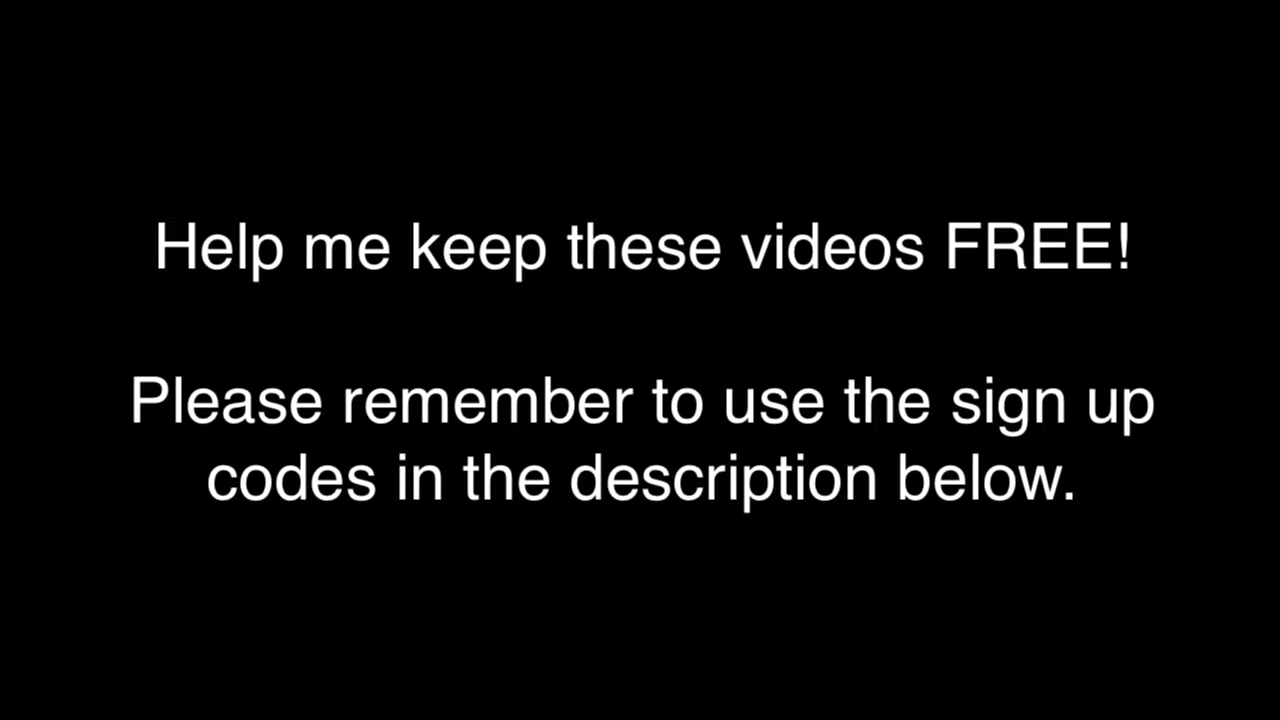 Help me keep these videos FREE!
Please remember to use the sign up
codes in the description below.